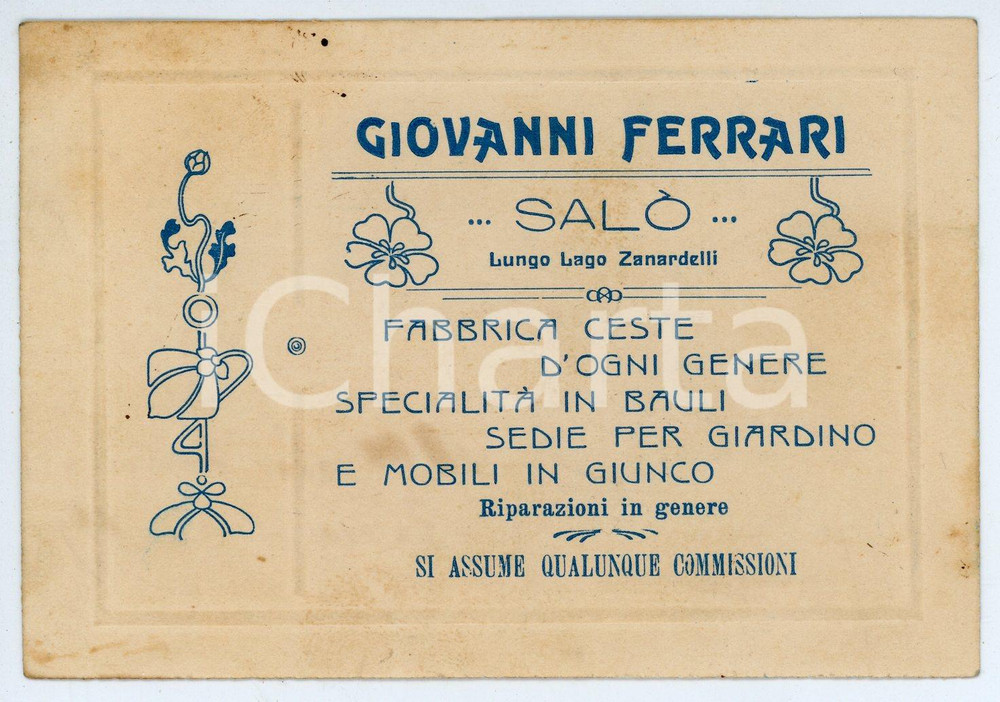 GIOVANNI FERRARI
... SALÒ ...
Lungo Lago Zanardelli
FABBRICA CESTE
D'OGNI GENERE
SPECIALITÀ IN BAULI
SEDIE PER GIARDINO
E MOBILI IN GIUNCO
Riparazioni in genere
SI ASSUME QUALUNQUE COMMISSIONI
iCharta